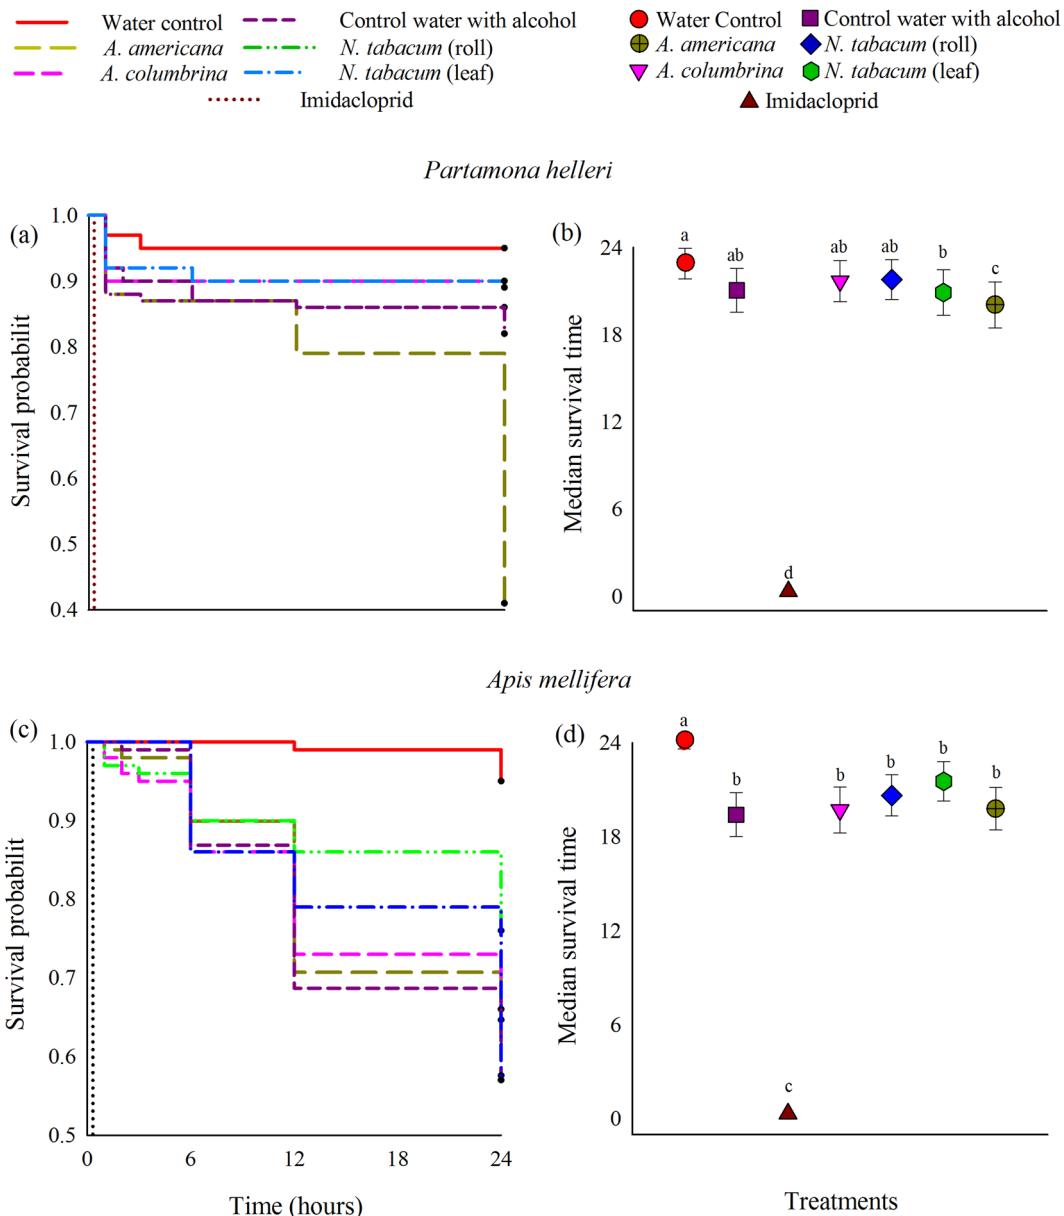 Water control
Control water with alcohol
A. americana
N. tabacum (roll)
A. columbrina
N. tabacum (leaf)
Imidacloprid
Water Control
Control water with alcohol
A. americana
N. tabacum (roll)
A. columbrina
N. tabacum (leaf)
Imidacloprid
Partamona helleri
(a)
Survival probabilit
1.0
0.9
0.8
0.7
0.6
0.5
0.4
(b)
Median survival time
24
18
12
6
0
a
ab
d
ab
ab
b
c
Apis mellifera
(c)
Survival probabilit
1.0
0.9
0.8
0.7
0.6
0.5
0
6
12
18
24
Time (hours)
(d)
Median survival time
24
18
12
6
0
a
b
c
b
b
b
b
Treatments